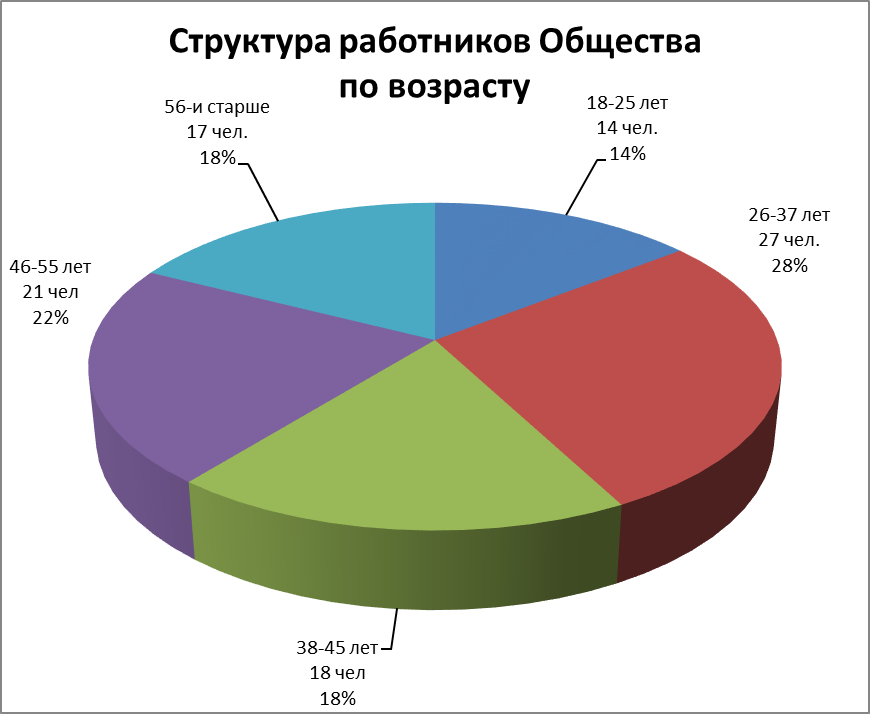 Структура работников Общества
по возрасту
56-и старше
17 чел.
18%
18-25 лет
14 чел.
14%
26-37 лет
27 чел.
28%
46-55 лет
21 чел
22%
38-45 лет
18 чел
18%